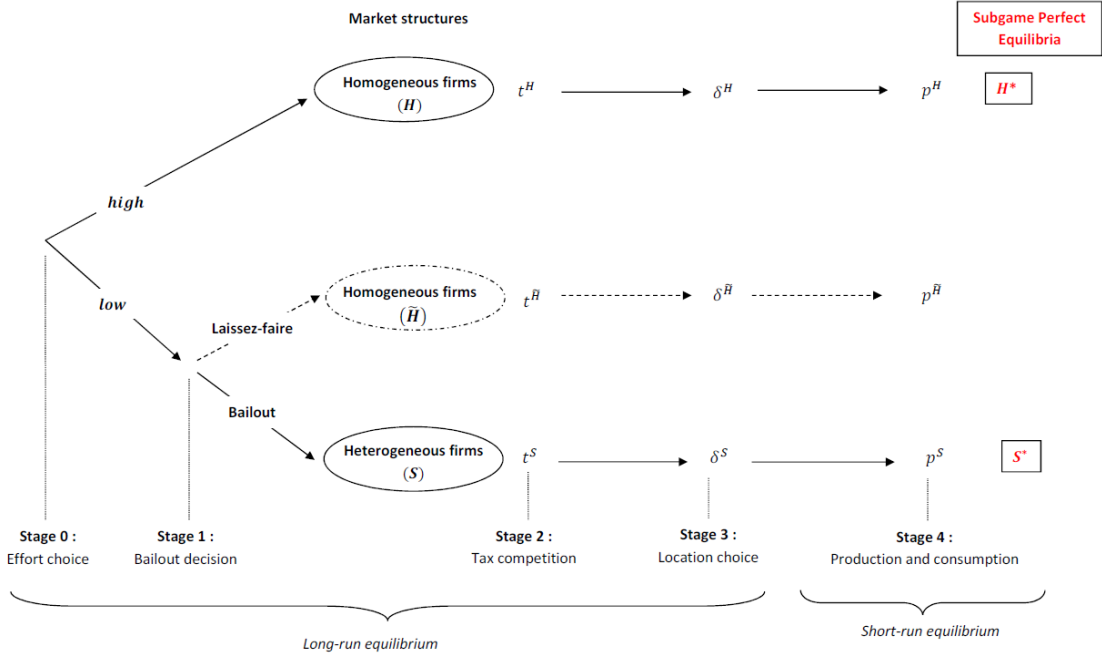 Market structures
Subgame Perfect
Equilibria
Homogeneous firms
(H)
t^H
δ^H
p^H
H*
high
low
Homogeneous firms
(H̃)
t^H̃
δ^H̃
p^H̃
Laissez-faire
Bailout
Heterogeneous firms
(S)
t^S
δ^S
p^S
S*
Stage 0 :
Effort choice
Stage 1 :
Bailout decision
Stage 2 :
Tax competition
Stage 3 :
Location choice
Stage 4 :
Production and consumption
Long-run equilibrium
Short-run equilibrium